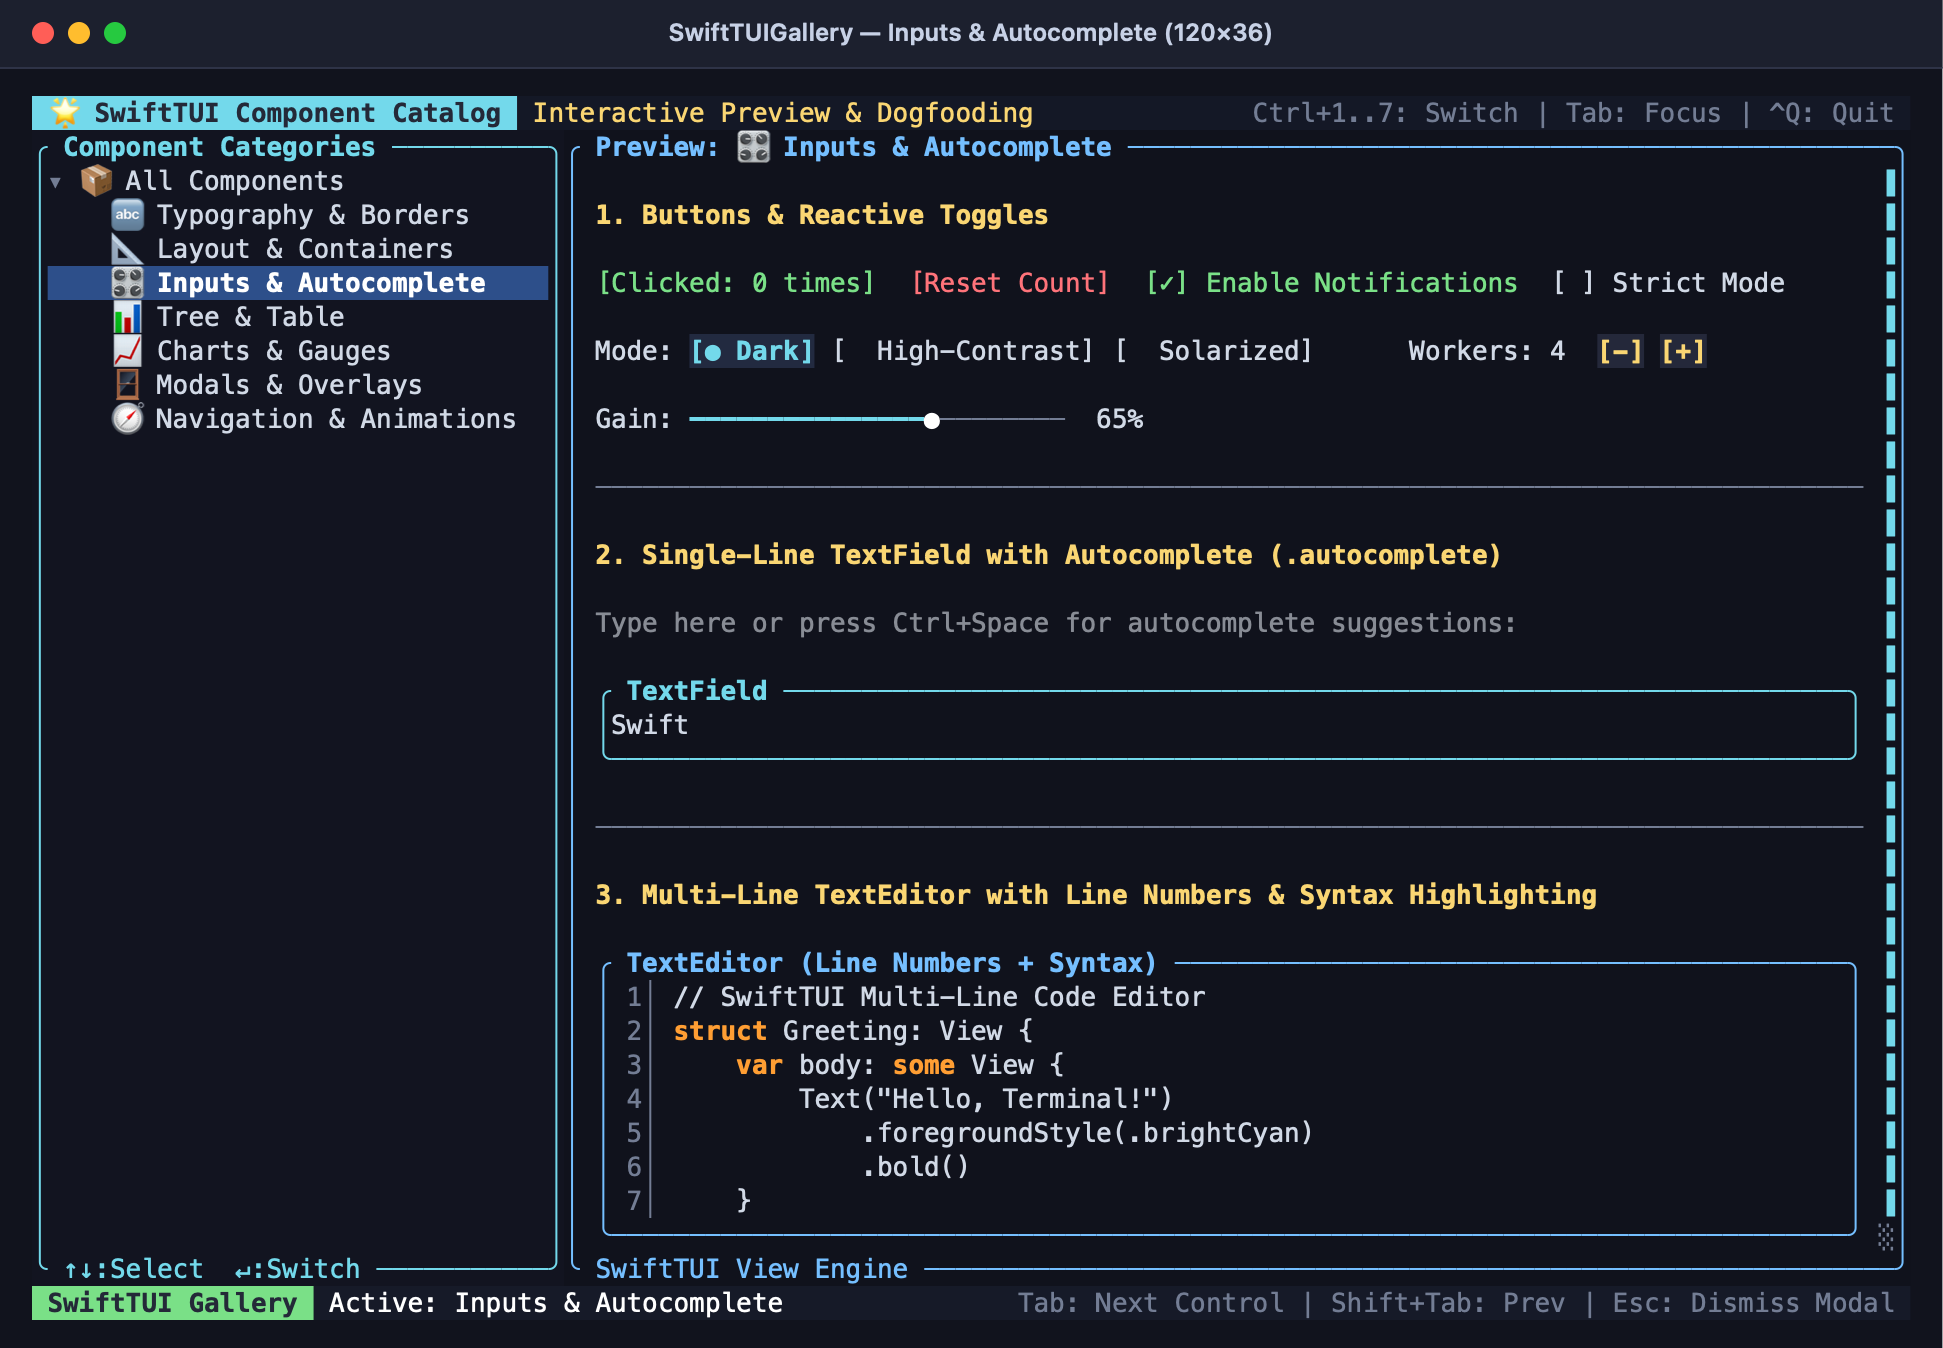 SwiftTUIGallery — Inputs & Autocomplete (120×36)
🌟 SwiftTUI Component Catalog Interactive Preview & Dogfooding Ctrl+1..7: Switch | Tab: Focus | ^Q: Quit
Component Categories
▾ 📦 All Components
🔤 Typography & Borders
📐 Layout & Containers
🎛 Inputs & Autocomplete
📊 Tree & Table
📈 Charts & Gauges
🪟 Modals & Overlays
🧭 Navigation & Animations
↑↓:Select ↵:Switch
Preview: 🎛 Inputs & Autocomplete
1. Buttons & Reactive Toggles
[Clicked: 0 times] [Reset Count] [✓] Enable Notifications [ ] Strict Mode
Mode: [● Dark] [ High-Contrast] [ Solarized] Workers: 4 [-] [+]
Gain: 65%
2. Single-Line TextField with Autocomplete (.autocomplete)
Type here or press Ctrl+Space for autocomplete suggestions:
TextField
Swift
3. Multi-Line TextEditor with Line Numbers & Syntax Highlighting
TextEditor (Line Numbers + Syntax)
1 // SwiftTUI Multi-Line Code Editor
2 struct Greeting: View {
3     var body: some View {
4         Text("Hello, Terminal!")
5             .foregroundStyle(.brightCyan)
6             .bold()
7     }
SwiftTUI View Engine
SwiftTUI Gallery Active: Inputs & Autocomplete Tab: Next Control | Shift+Tab: Prev | Esc: Dismiss Modal